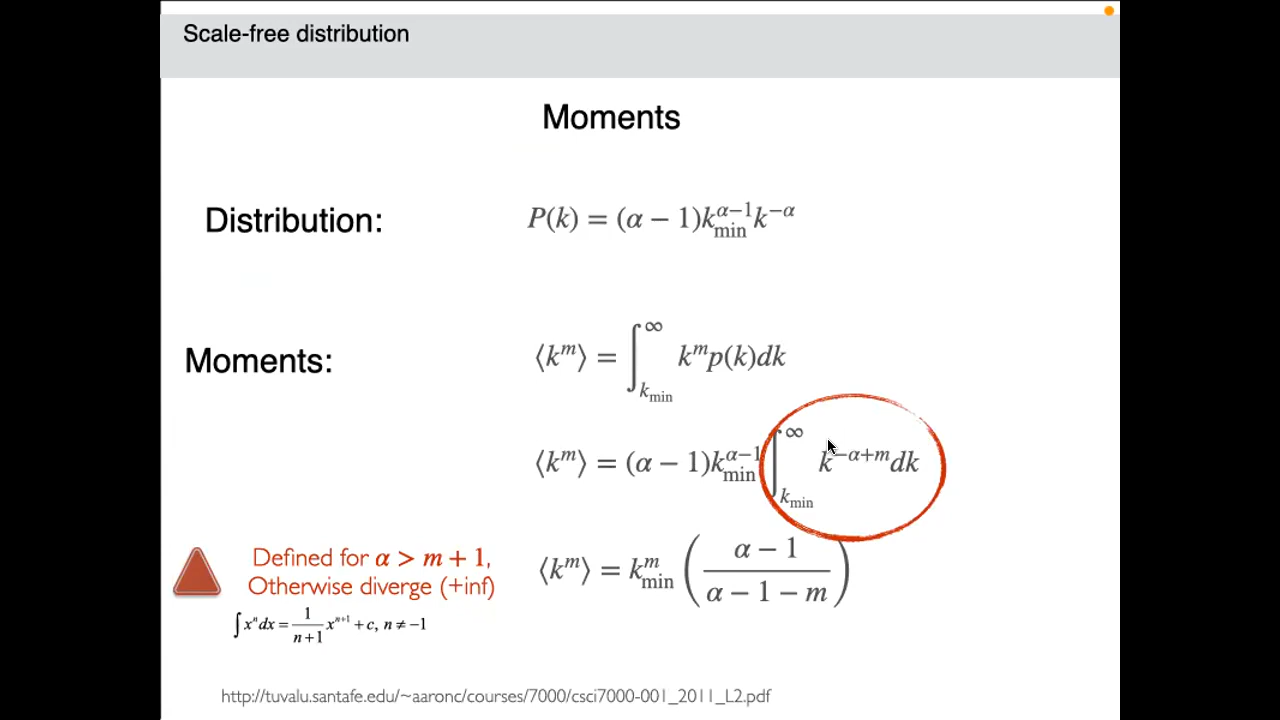 Scale-free distribution
Moments
Distribution: P(k) = (α − 1)k_min^{α−1} k^{−α}
Moments: ⟨k^m⟩ = ∫_{k_min}^{∞} k^m p(k)dk
⟨k^m⟩ = (α − 1)k_min^{α−1} ∫_{k_min}^{∞} k^{−α+m} dk
Defined for α > m + 1,
Otherwise diverge (+inf)
⟨k^m⟩ = k_min^m ( (α − 1) / (α − 1 − m) )
∫ x^n dx = 1/(n+1) x^{n+1} + c, n ≠ −1
http://tuvalu.santafe.edu/~aaronc/courses/7000/csci7000-001_2011_L2.pdf